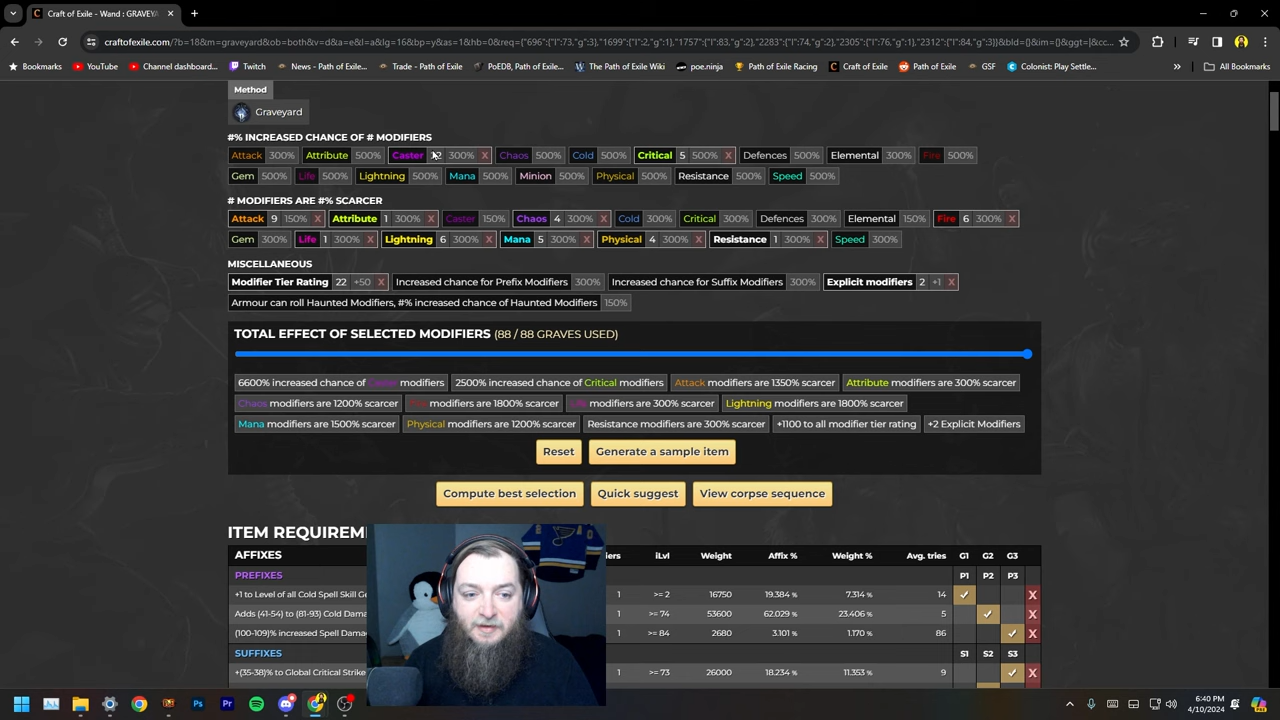 Craft of Exile - Wand : GRAVEYA
craftofexile.com/?b=18&m=graveyard&ob=both&v=d&a=e&l=a&lg=16&bp=y&as=1&hb=0&req={"696":{"l":73,"g":3},"1699":{"l":2,"g":1},"1757":{"l":83,"g":2},"2283":{"l":74,"g":2},"2305":{"l":76,"g":1},"2312":{"l":84,"g":3}}&bld={}&im={}&ggt=|&cc...
Bookmarks YouTube Channel dashboard... Twitch News - Path of Exile... Trade - Path of Exile PoEDB, Path of Exile... The Path of Exile Wiki poe.ninja Path of Exile Racing Craft of Exile Reddit Path of Exile GSF Colonist: Play Settle... » All Bookmarks
Method
Graveyard
#% INCREASED CHANCE OF # MODIFIERS
Attack 300% Attribute 500% Caster 300% X Chaos 500% Cold 500% Critical 5 500% X Defences 500% Elemental 300% Fire 500%
Gem 500% Life 500% Lightning 500% Mana 500% Minion 500% Physical 500% Resistance 500% Speed 500%
# MODIFIERS ARE #% SCARCER
Attack 9 150% X Attribute 1 300% X Caster 150% Chaos 4 300% X Cold 300% Critical 300% Defences 300% Elemental 150% Fire 6 300% X
Gem 300% Life 1 300% X Lightning 6 300% X Mana 5 300% X Physical 4 300% X Resistance 1 300% X Speed 300%
MISCELLANEOUS
Modifier Tier Rating 22 +50 X Increased chance for Prefix Modifiers 300% Increased chance for Suffix Modifiers 300% Explicit modifiers 2 +1 X
Armour can roll Haunted Modifiers, #% increased chance of Haunted Modifiers 150%
TOTAL EFFECT OF SELECTED MODIFIERS (88 / 88 GRAVES USED)
6600% increased chance of Caster modifiers 2500% increased chance of Critical modifiers Attack modifiers are 1350% scarcer Attribute modifiers are 300% scarcer
Chaos modifiers are 1200% scarcer Fire modifiers are 1800% scarcer Life modifiers are 300% scarcer Lightning modifiers are 1800% scarcer
Mana modifiers are 1500% scarcer Physical modifiers are 1200% scarcer Resistance modifiers are 300% scarcer +1100 to all modifier tier rating +2 Explicit Modifiers
Reset Generate a sample item
Compute best selection Quick suggest View corpse sequence
ITEM REQUIREM
AFFIXES iers iLvl Weight Affix % Weight % Avg. tries G1 G2 G3
PREFIXES P1 P2 P3
+1 to Level of all Cold Spell Skill Ge 1 >= 2 16750 19.384 % 7.314 % 14 X
Adds (41-54) to (81-93) Cold Dama 1 >= 74 53600 62.029 % 23.406 % 5 X
(100-109)% increased Spell Damag 1 >= 84 2680 3.101 % 1.170 % 86 X
SUFFIXES S1 S2 S3
+(35-38)% to Global Critical Strike 1 >= 73 26000 18.234 % 11.353 % 9 X
6:40 PM
4/10/2024